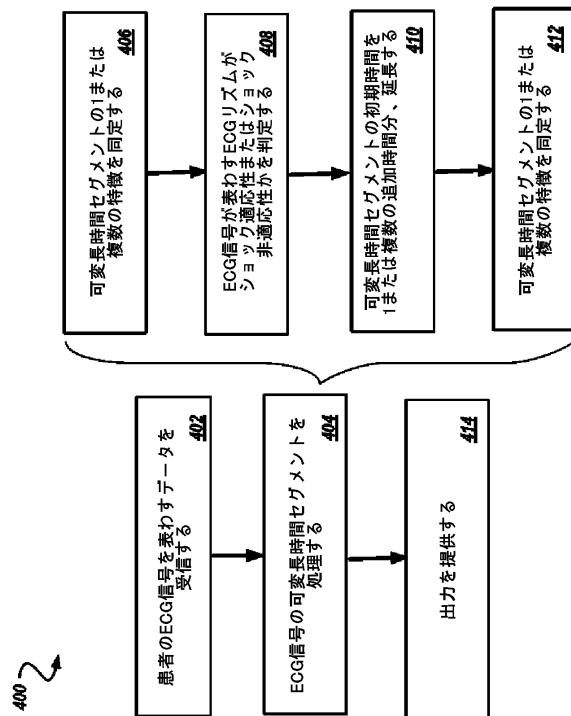 400
患者のECG信号を表わすデータを
受信する
402
ECG信号の可変長時間セグメントを
処理する
404
出力を提供する
414
可変長時間セグメントの1または
複数の特徴を同定する
406
ECG信号が表わすECGリズムが
ショック適応性またはショック
非適応性かを判定する
408
可変長時間セグメントの初期時間を
1または複数の追加時間分、延長する
410
可変長時間セグメントの1または
複数の特徴を同定する
412